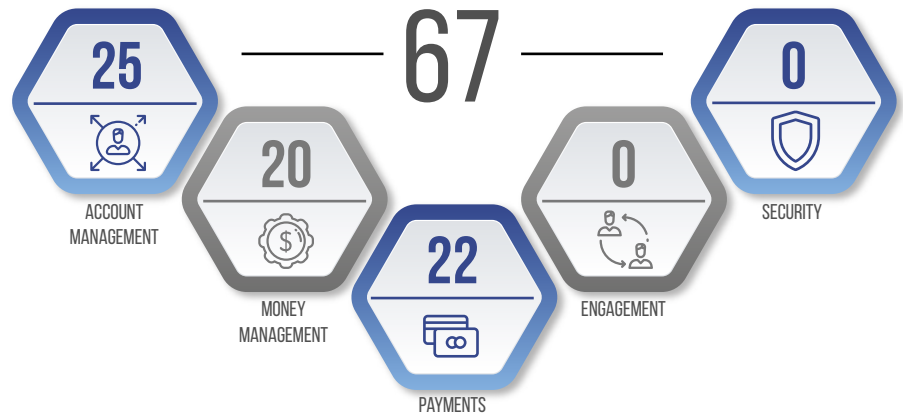 67
25
ACCOUNT
MANAGEMENT
20
$
MONEY
MANAGEMENT
22
PAYMENTS
0
ENGAGEMENT
0
SECURITY